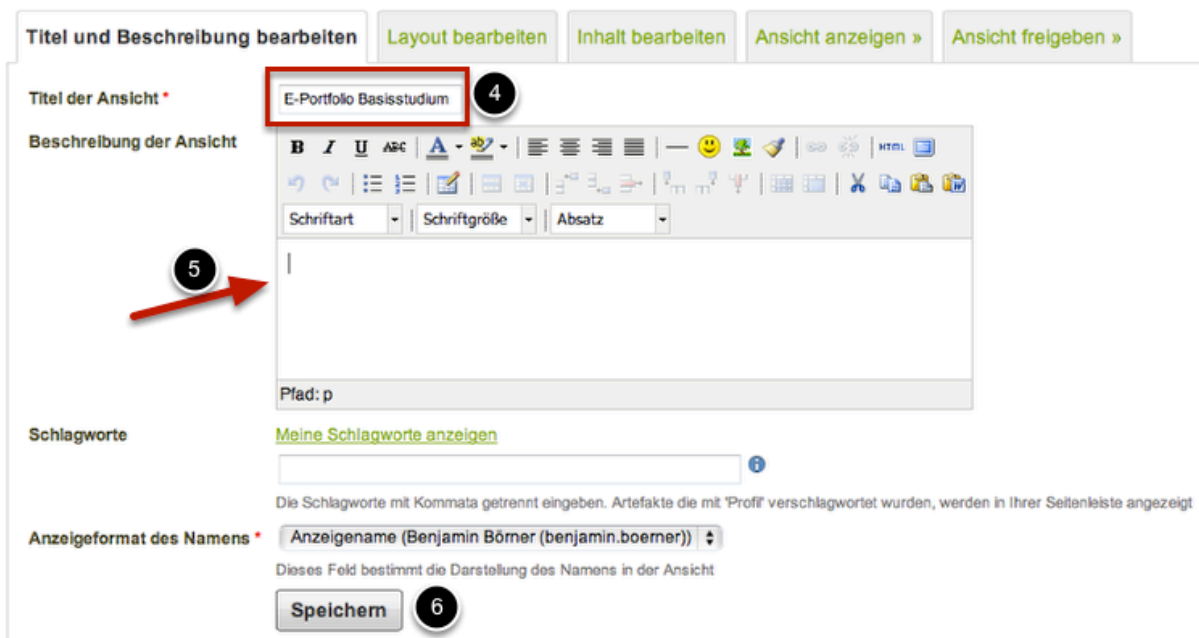 Titel und Beschreibung bearbeiten Layout bearbeiten Inhalt bearbeiten Ansicht anzeigen » Ansicht freigeben »
Titel der Ansicht * E-Portfolio Basisstudium 4
Beschreibung der Ansicht
B I U ABC A ab HTML
Schriftart Schriftgröße Absatz
5
Pfad: p
Schlagworte Meine Schlagworte anzeigen
Die Schlagworte mit Kommata getrennt eingeben. Artefakte die mit 'Profil' verschlagwortet wurden, werden in Ihrer Seitenleiste angezeigt
Anzeigeformat des Namens * Anzeigename (Benjamin Börner (benjamin.boerner))
Dieses Feld bestimmt die Darstellung des Namens in der Ansicht
Speichern 6